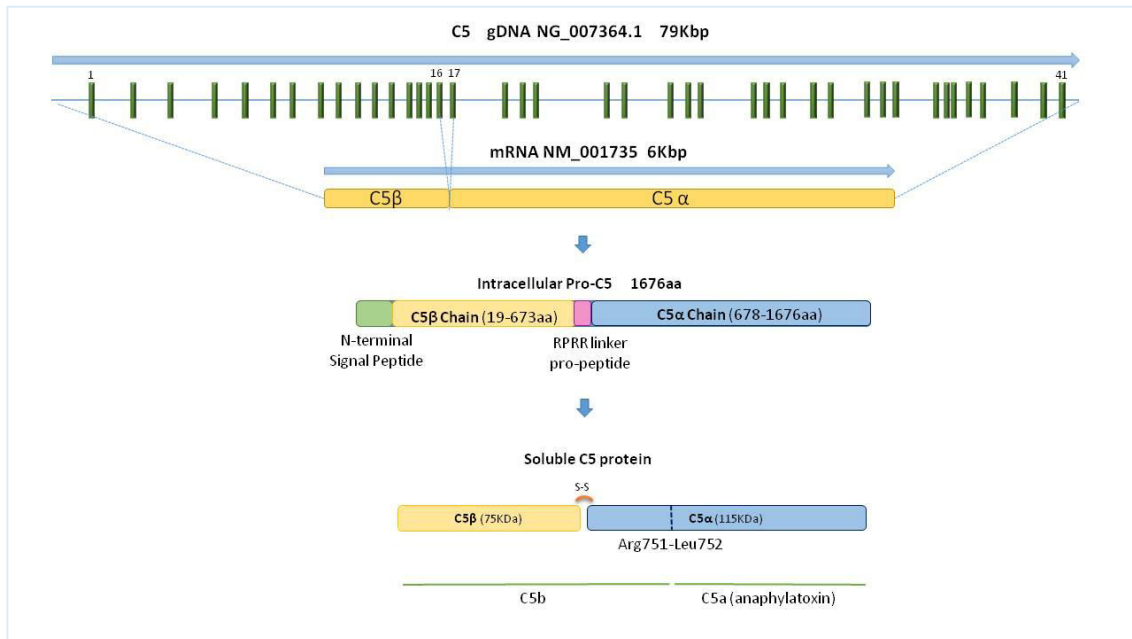 C5 gDNA NG_007364.1 79Kbp
1 16 17 41
mRNA NM_001735 6Kbp
C5β C5 α
Intracellular Pro-C5 1676aa
C5β Chain (19-673aa) C5α Chain (678-1676aa)
N-terminal
Signal Peptide
RPRR linker
pro-peptide
Soluble C5 protein
S-S
C5β (75KDa) C5α (115KDa)
Arg751-Leu752
C5b C5a (anaphylatoxin)